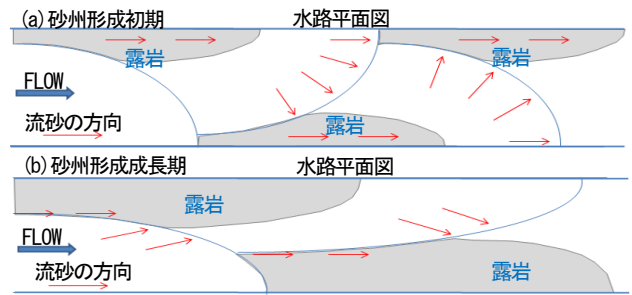 (a) 砂州形成初期 水路平面図
露岩 露岩
FLOW
流砂の方向 露岩
(b) 砂州形成成長期 水路平面図
露岩
FLOW
流砂の方向 露岩